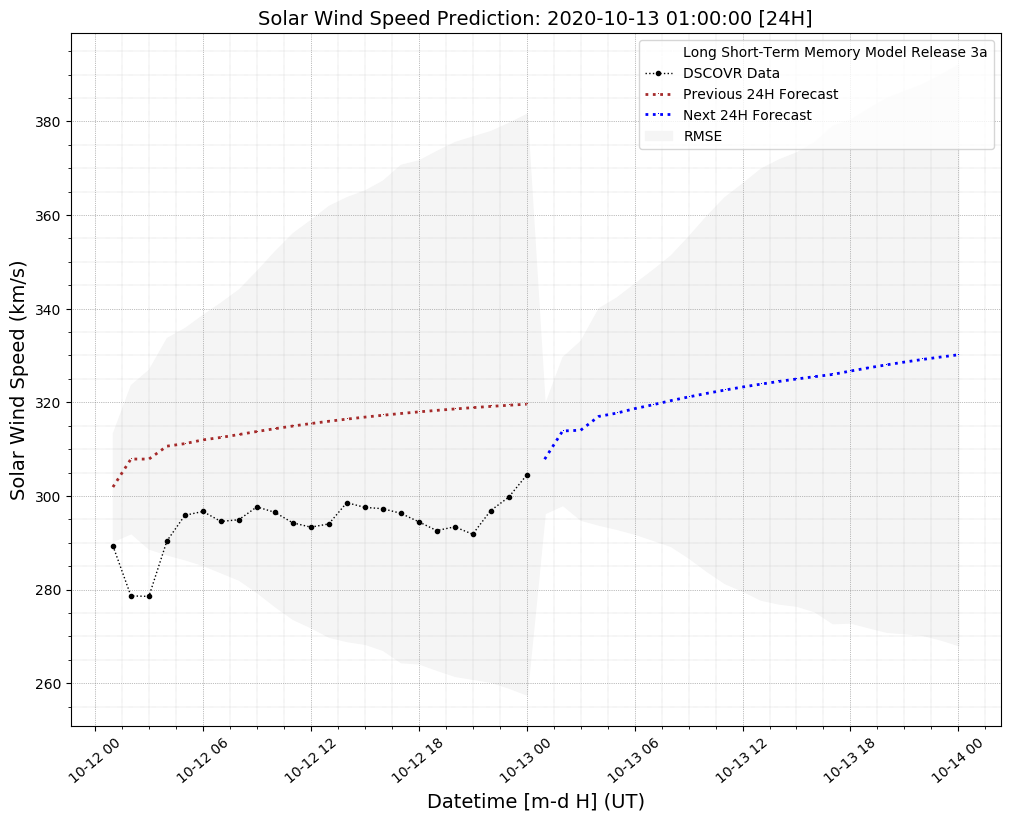 Solar Wind Speed Prediction: 2020-10-13 01:00:00 [24H]
Long Short-Term Memory Model Release 3a
DSCOVR Data
Previous 24H Forecast
Next 24H Forecast
RMSE
Solar Wind Speed (km/s)
380
360
340
320
300
280
260
10-12 00
10-12 06
10-12 12
10-12 18
10-13 00
10-13 06
10-13 12
10-13 18
10-14 00
Datetime [m-d H] (UT)